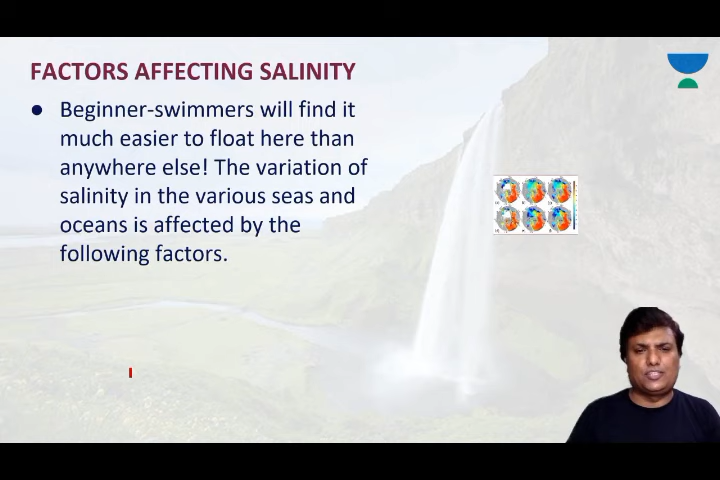 FACTORS AFFECTING SALINITY
● Beginner-swimmers will find it
much easier to float here than
anywhere else! The variation of
salinity in the various seas and
oceans is affected by the
following factors.